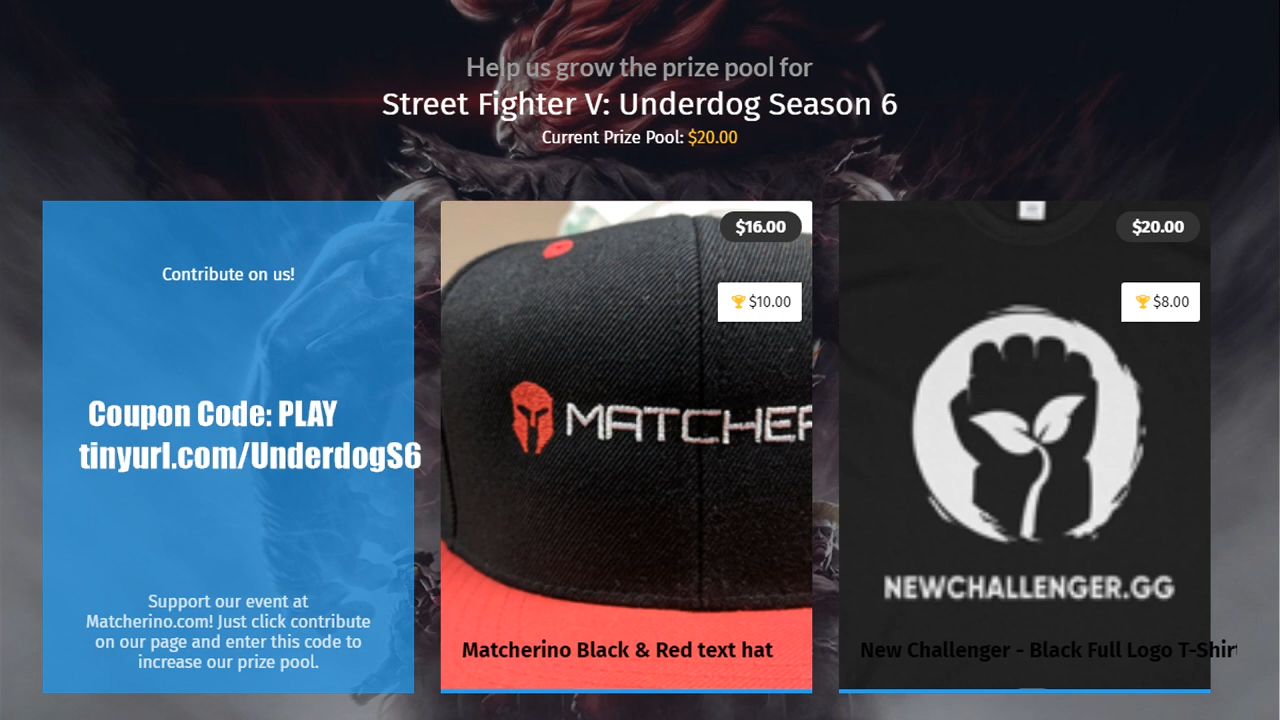 Help us grow the prize pool for
Street Fighter V: Underdog Season 6
Current Prize Pool: $20.00
Contribute on us!
Coupon Code: PLAY
tinyurl.com/UnderdogS6
Support our event at
Matcherino.com! Just click contribute
on our page and enter this code to
increase our prize pool.
$16.00
$10.00
MATCHER
Matcherino Black & Red text hat
$20.00
$8.00
NEWCHALLENGER.GG
New Challenger - Black Full Logo T-Shirt